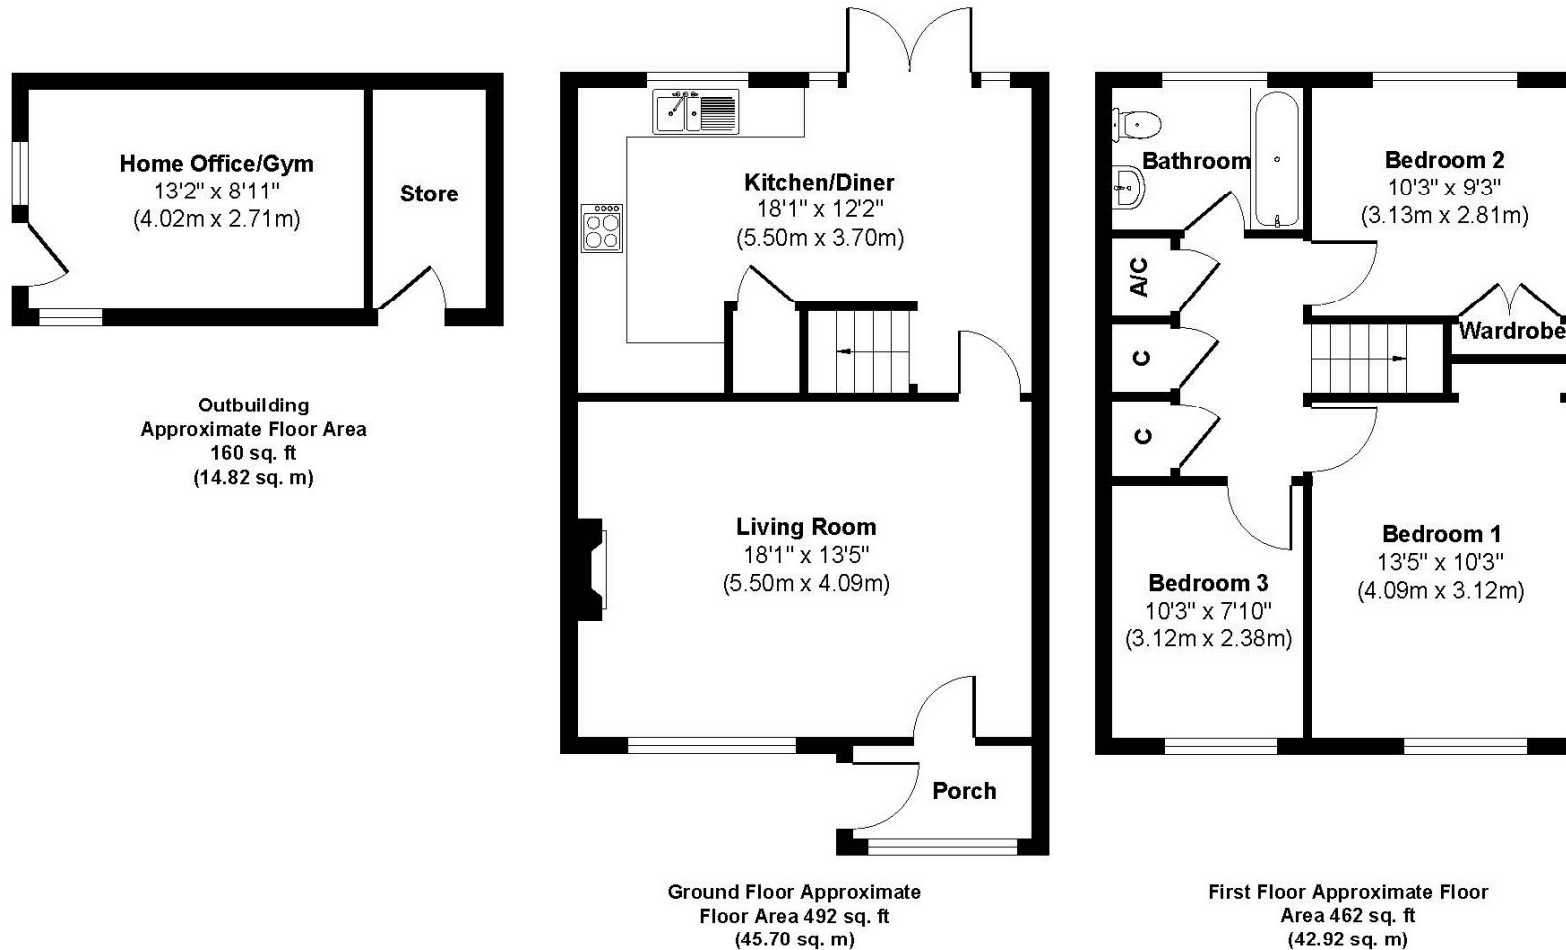 Home Office/Gym
13'2" x 8'11"
(4.02m x 2.71m)
Store
Outbuilding
Approximate Floor Area
160 sq. ft
(14.82 sq. m)
Kitchen/Diner
18'1" x 12'2"
(5.50m x 3.70m)
Living Room
18'1" x 13'5"
(5.50m x 4.09m)
Porch
Ground Floor Approximate
Floor Area 492 sq. ft
(45.70 sq. m)
Bathroom
Bedroom 2
10'3" x 9'3"
(3.13m x 2.81m)
A/C
Wardrobe
C
C
Bedroom 1
13'5" x 10'3"
(4.09m x 3.12m)
Bedroom 3
10'3" x 7'10"
(3.12m x 2.38m)
First Floor Approximate Floor
Area 462 sq. ft
(42.92 sq. m)